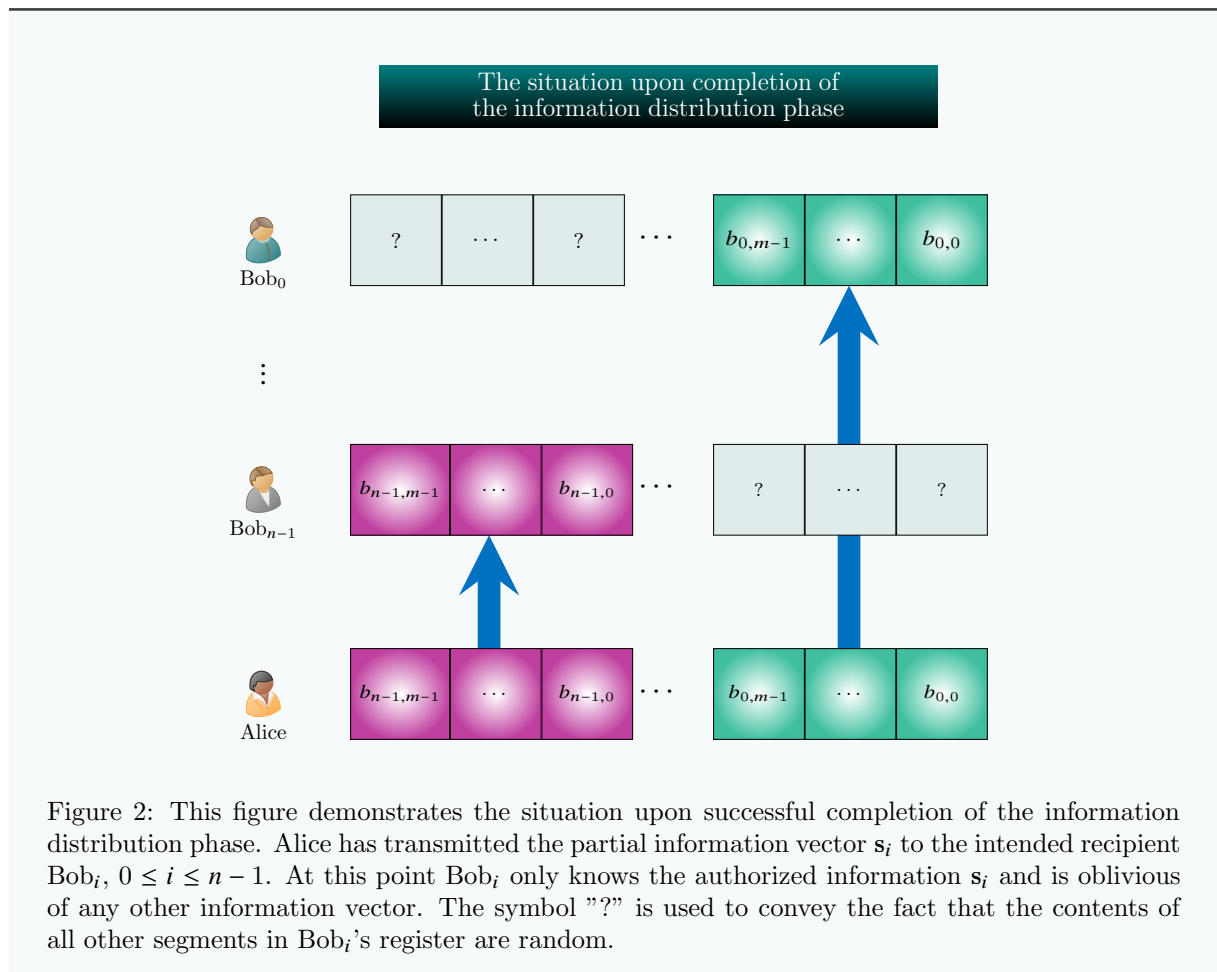 The situation upon completion of
the information distribution phase
? ⋯ ? ⋯ b₀,ₘ₋₁ ⋯ b₀,₀
Bob₀
⋮
bₙ₋₁,ₘ₋₁ ⋯ bₙ₋₁,₀ ⋯ ? ⋯ ?
Bobₙ₋₁
bₙ₋₁,ₘ₋₁ ⋯ bₙ₋₁,₀ ⋯ b₀,ₘ₋₁ ⋯ b₀,₀
Alice
Figure 2: This figure demonstrates the situation upon successful completion of the information
distribution phase. Alice has transmitted the partial information vector 𝐬ᵢ to the intended recipient
Bobᵢ, 0 ≤ i ≤ n − 1. At this point Bobᵢ only knows the authorized information 𝐬ᵢ and is oblivious
of any other information vector. The symbol ”?” is used to convey the fact that the contents of
all other segments in Bobᵢ’s register are random.